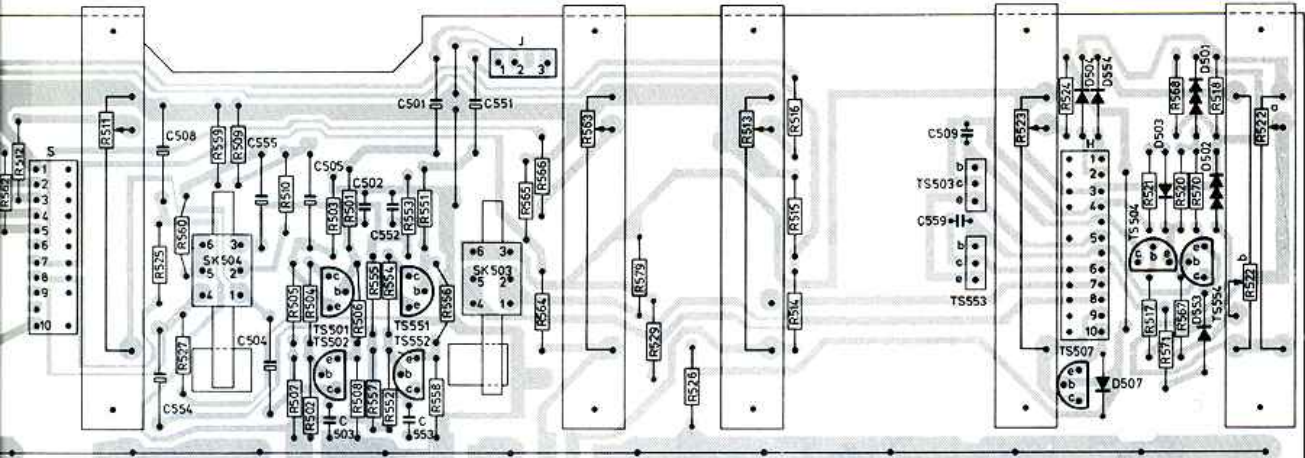 J
1 2 3
R511
C508
R559
R509
C555
C505
C501
C551
R563
R513
R516
C509
R523
R524
D504
D554
R568
D501
R518
R522
a
S
R562
R512
1
2
3
4
5
6
7
8
9
10
R560
R525
R527
C554
6 3
SK504
5 2
4 1
C504
R510
R503
R501
C502
C552
R553
R551
R565
R566
6 3
SK503
5 2
4 1
R564
R505
R504
c
b
e
TS501
TS502
e
b
c
R506
R555
R554
c
b
e
TS551
TS552
e
b
c
R556
R507
R502
C
503
R508
R557
R552
C
553
R558
R579
R529
R526
R515
R514
b
TS503
c
e
C559
b
c
e
TS553
H
1
2
3
4
5
6
7
8
9
10
TS507
c
b
e
D507
D503
D502
R521
R520
R570
TS504
e
b
c
e
b
c
TS554
R517
R571
R567
D553
b
R522